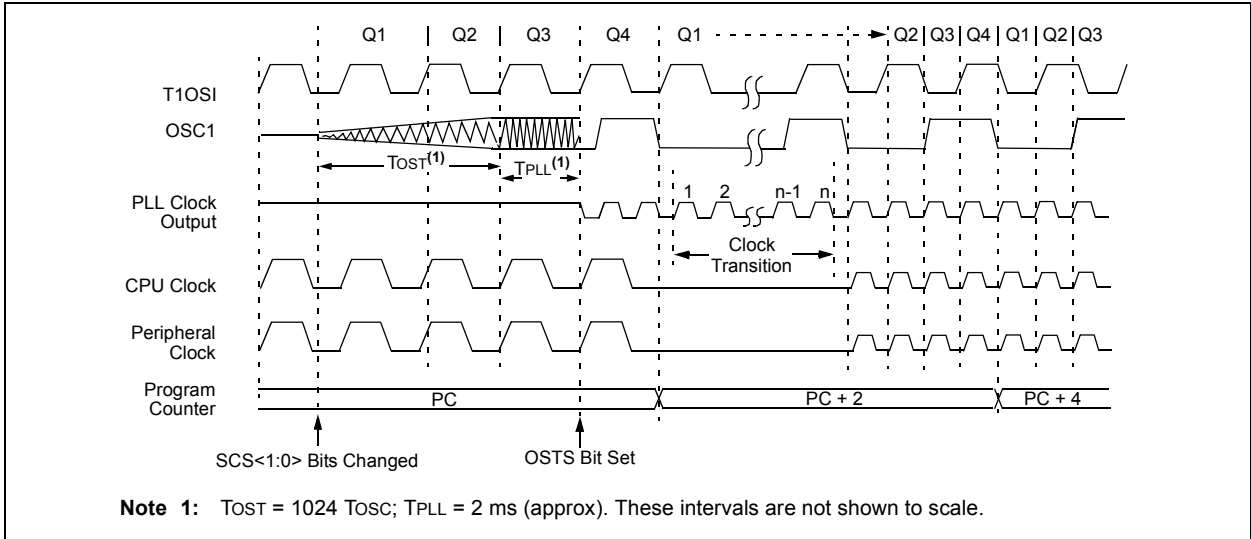 Q1 Q2 Q3 Q4 Q1 Q2 Q3 Q4 Q1 Q2 Q3
T1OSI
OSC1
TOST(1)
TPLL(1)
1 2 n-1 n
PLL Clock
Output
Clock
Transition
CPU Clock
Peripheral
Clock
Program
Counter
PC PC + 2 PC + 4
SCS<1:0> Bits Changed OSTS Bit Set
Note 1: TOST = 1024 TOSC; TPLL = 2 ms (approx). These intervals are not shown to scale.